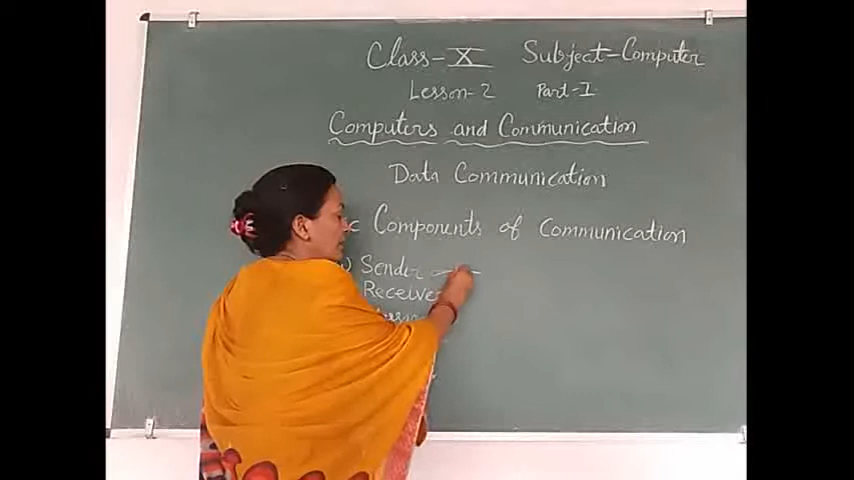 Class-X Subject-Computer
Lesson-2 Part-I
Computers and Communication
Data Communication
Components of Communication
Sender
Receiver